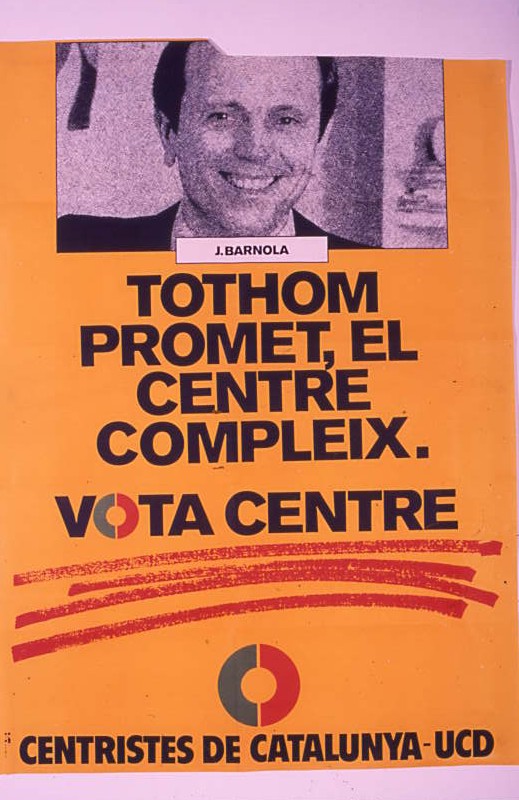 J.BARNOLA
TOTHOM
PROMET, EL
CENTRE
COMPLEIX.
VOTA CENTRE
CENTRISTES DE CATALUNYA-UCD